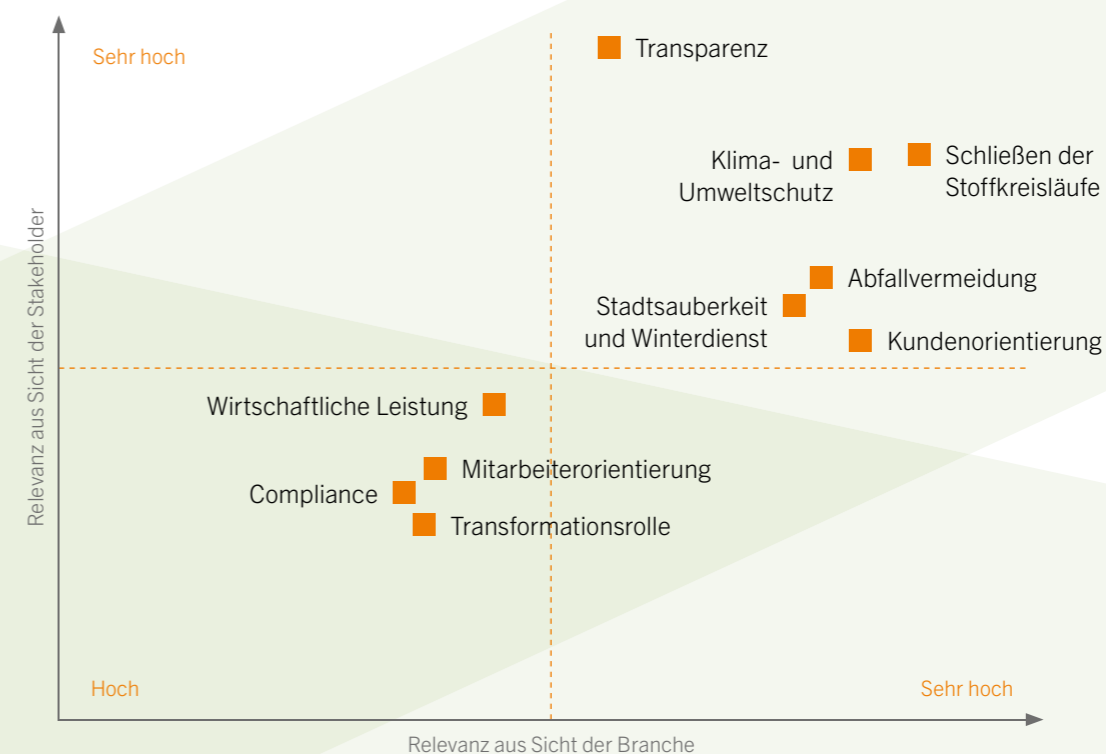 Sehr hoch
Transparenz
Klima- und
Umweltschutz
Schließen der
Stoffkreisläufe
Abfallvermeidung
Stadtsauberkeit
und Winterdienst
Kundenorientierung
Relevanz aus Sicht der Stakeholder
Wirtschaftliche Leistung
Mitarbeiterorientierung
Compliance
Transformationsrolle
Hoch
Sehr hoch
Relevanz aus Sicht der Branche